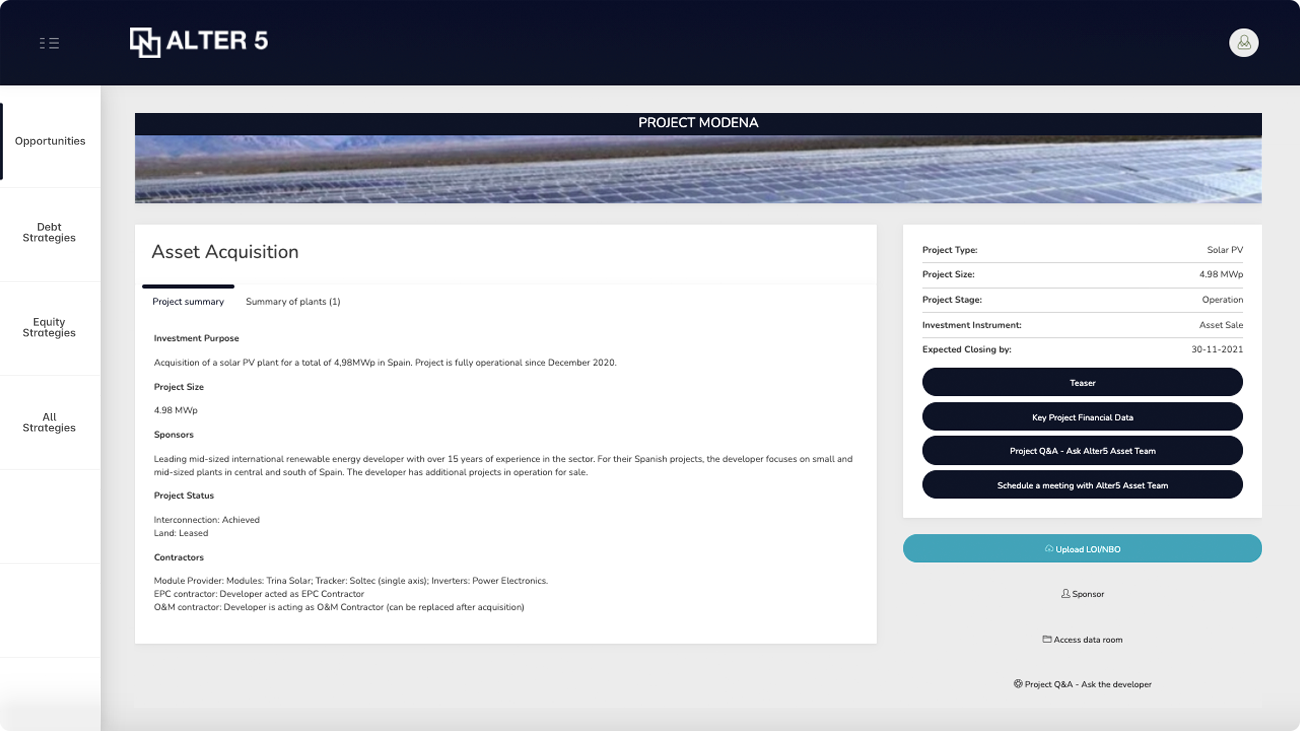 ALTER 5
Opportunities
Debt
Strategies
Equity
Strategies
All
Strategies
PROJECT MODENA
Asset Acquisition
Project summary
Summary of plants (1)
Investment Purpose
Acquisition of a solar PV plant for a total of 4,98MWp in Spain. Project is fully operational since December 2020.
Project Size
4.98 MWp
Sponsors
Leading mid-sized international renewable energy developer with over 15 years of experience in the sector. For their Spanish projects, the developer focuses on small and
mid-sized plants in central and south of Spain. The developer has additional projects in operation for sale.
Project Status
Interconnection: Achieved
Land: Leased
Contractors
Module Provider: Modules: Trina Solar; Tracker: Soltec (single axis); Inverters: Power Electronics.
EPC contractor: Developer acted as EPC Contractor
O&M contractor: Developer is acting as O&M Contractor (can be replaced after acquisition)
Project Type: Solar PV
Project Size: 4.98 MWp
Project Stage: Operation
Investment Instrument: Asset Sale
Expected Closing by: 30-11-2021
Teaser
Key Project Financial Data
Project Q&A - Ask Alter5 Asset Team
Schedule a meeting with Alter5 Asset Team
Upload LOI/NBO
Sponsor
Access data room
Project Q&A - Ask the developer